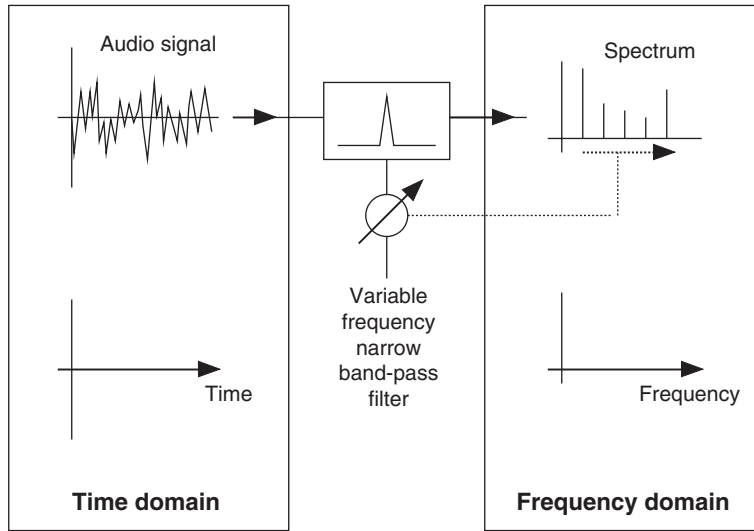 Audio signal
Spectrum
Variable
frequency
narrow
band-pass
filter
Time
Frequency
Time domain
Frequency domain